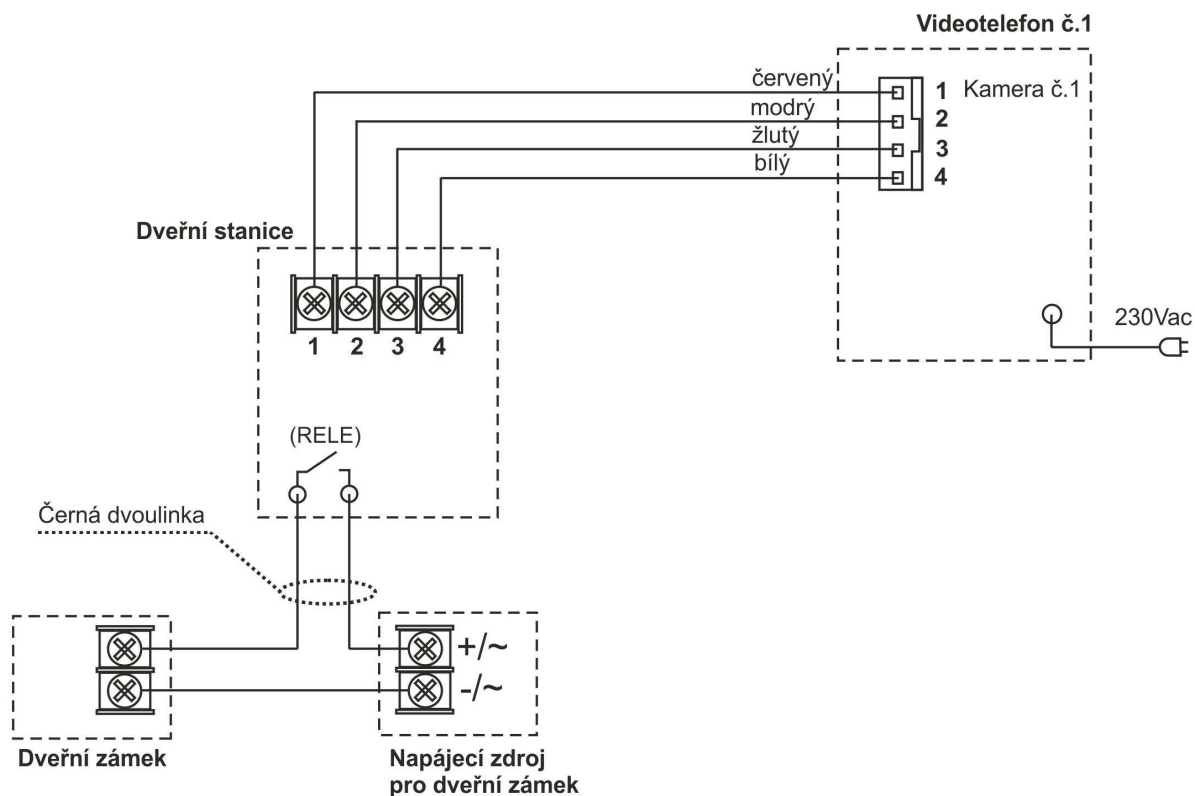 Videotelefon č.1
červený
1 Kamera č.1
modrý
2
žlutý
3
bílý
4
Dveřní stanice
1 2 3 4
230Vac
(RELE)
Černá dvoulinka
+/~
-/~
Dveřní zámek
Napájecí zdroj
pro dveřní zámek